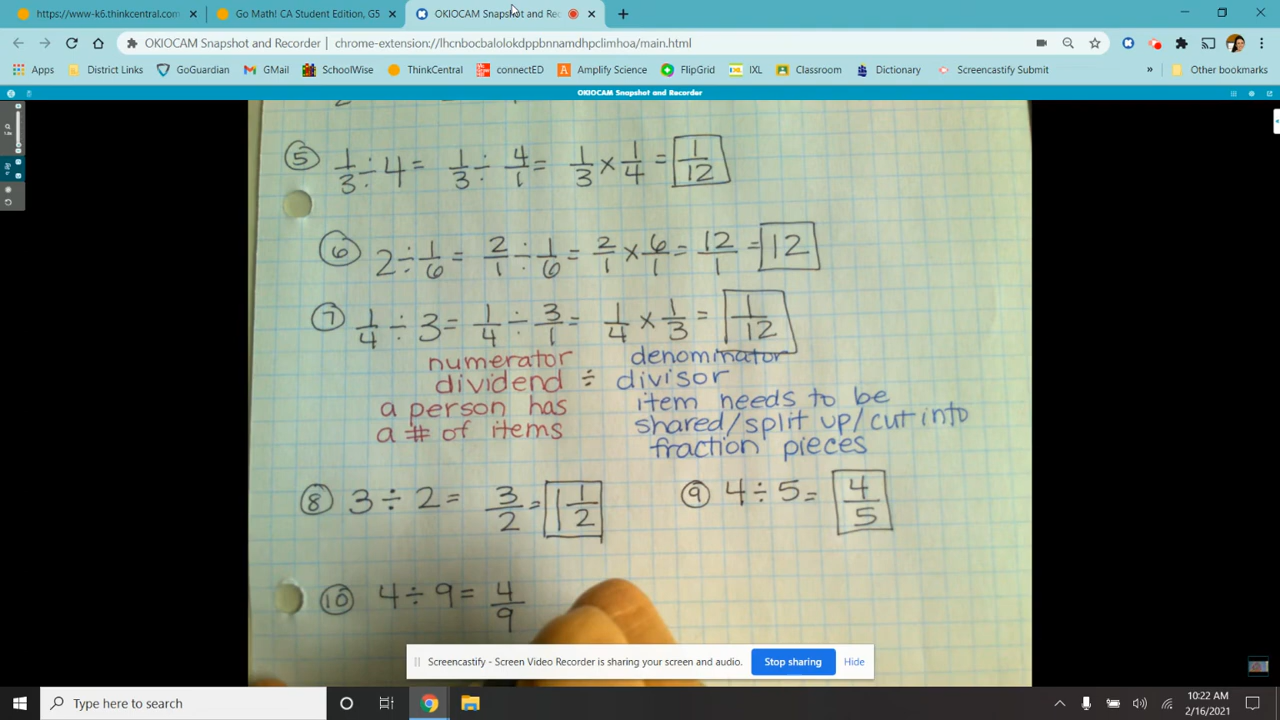 https://www-k6.thinkcentral.com
Go Math! CA Student Edition, G5
OKIOCAM Snapshot and Rec
OKIOCAM Snapshot and Recorder | chrome-extension://lhcnbocbalolokdppbnnamdhpclimhoa/main.html
Apps District Links GoGuardian GMail SchoolWise ThinkCentral connectED Amplify Science FlipGrid IXL Classroom Dictionary Screencastify Submit » Other bookmarks
OKIOCAM Snapshot and Recorder
⑤ 1/3 ÷ 4 = 1/3 ÷ 4/1 = 1/3 × 1/4 = 1/12
⑥ 2 ÷ 1/6 = 2/1 ÷ 1/6 = 2/1 × 6/1 = 12/1 = 12
⑦ 1/4 ÷ 3 = 1/4 ÷ 3/1 = 1/4 × 1/3 = 1/12
numerator denominator
dividend ÷ divisor
a person has item needs to be
a # of items shared/split up/cut into
fraction pieces
⑧ 3 ÷ 2 = 3/2 = 1 1/2 ⑨ 4 ÷ 5 = 4/5
⑩ 4 ÷ 9 = 4/9
Screencastify - Screen Video Recorder is sharing your screen and audio. Stop sharing Hide
Type here to search
10:22 AM
2/16/2021